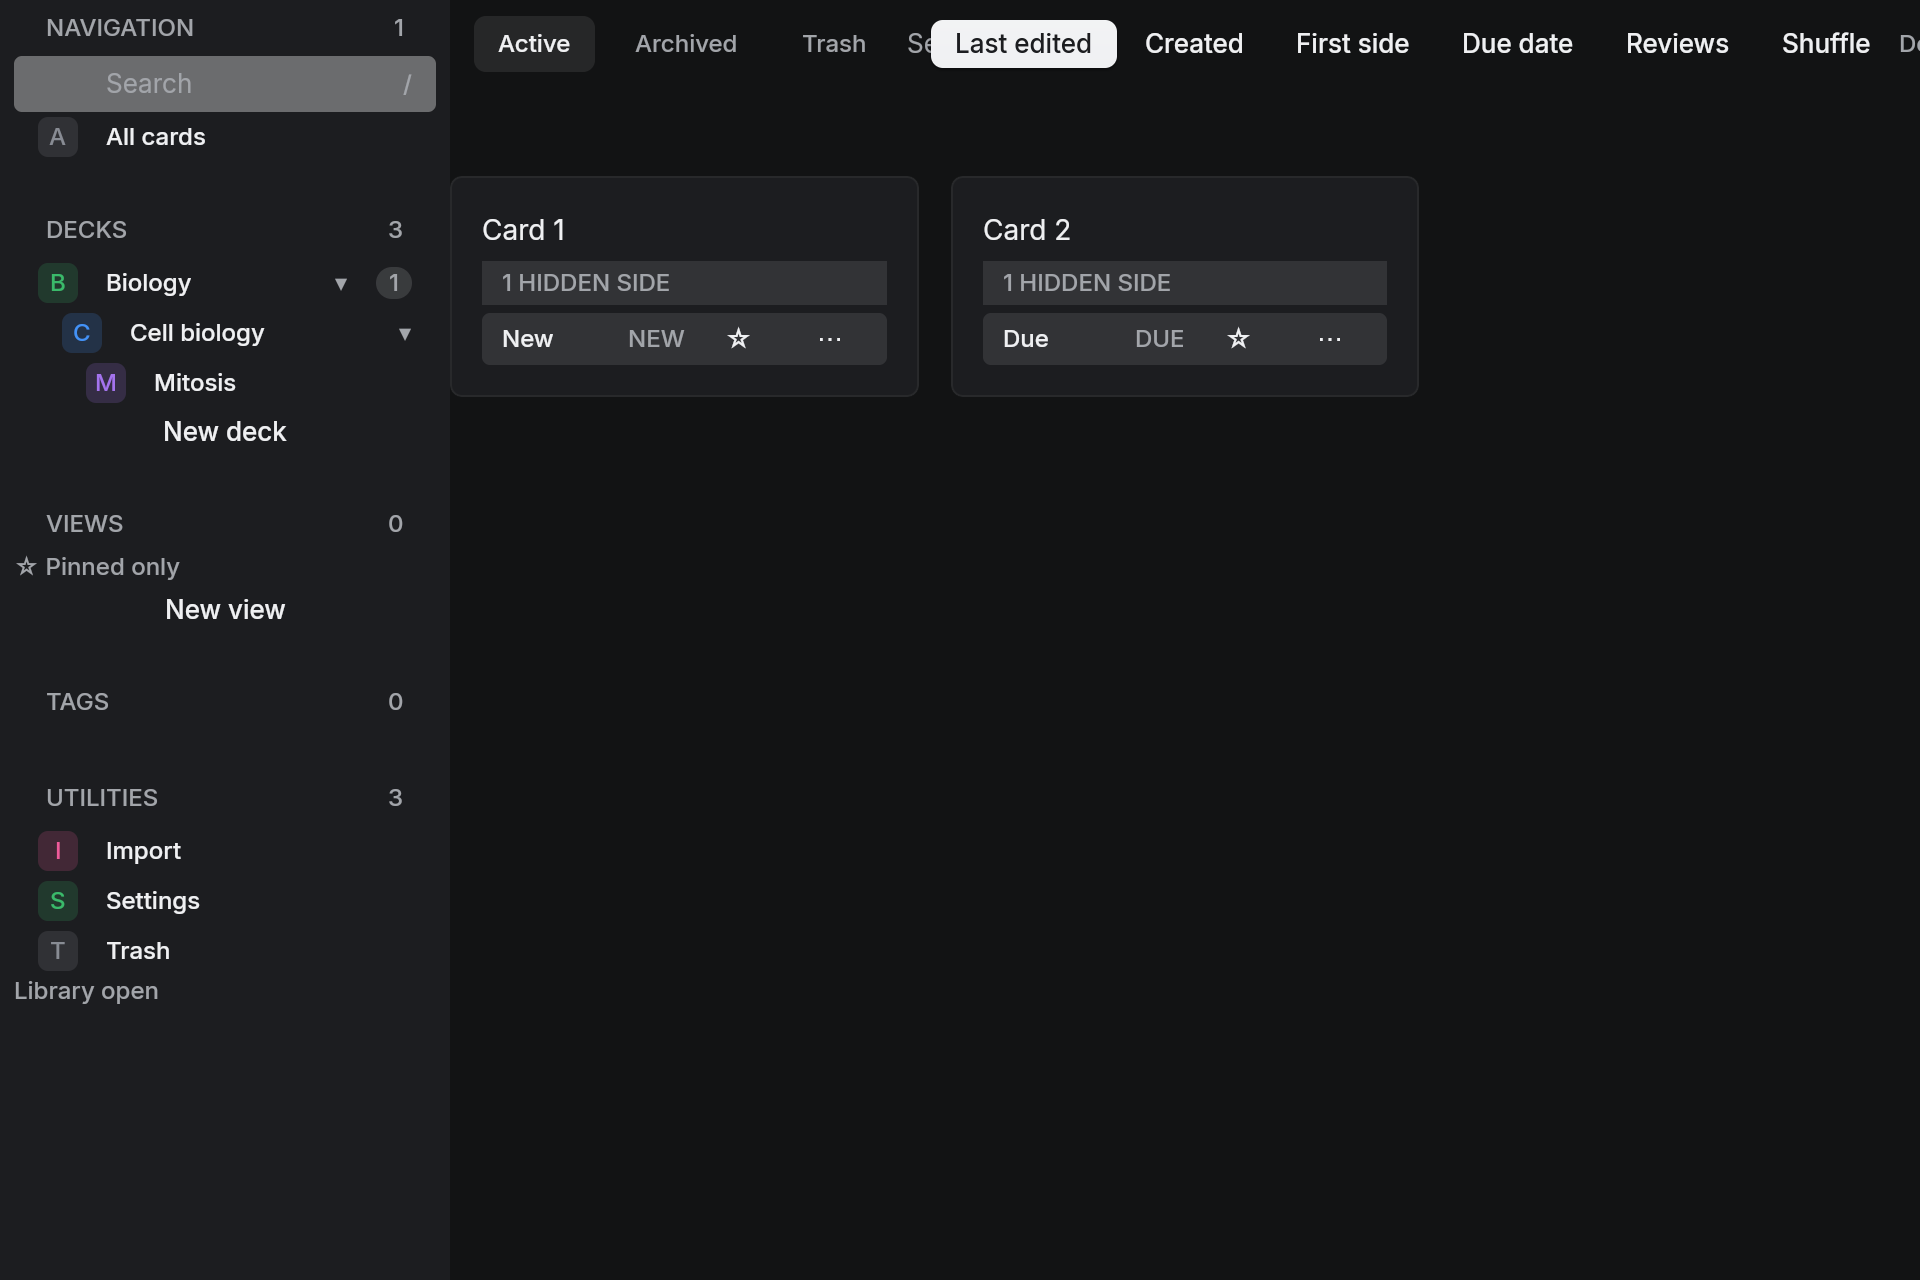 NAVIGATION 1
Search /
A All cards
DECKS 3
B Biology ▾ 1
C Cell biology ▾
M Mitosis
New deck
VIEWS 0
☆ Pinned only
New view
TAGS 0
UTILITIES 3
I Import
S Settings
T Trash
Library open
Active Archived Trash Last edited Created First side Due date Reviews Shuffle
Card 1
1 HIDDEN SIDE
New NEW ☆ ...
Card 2
1 HIDDEN SIDE
Due DUE ☆ ...